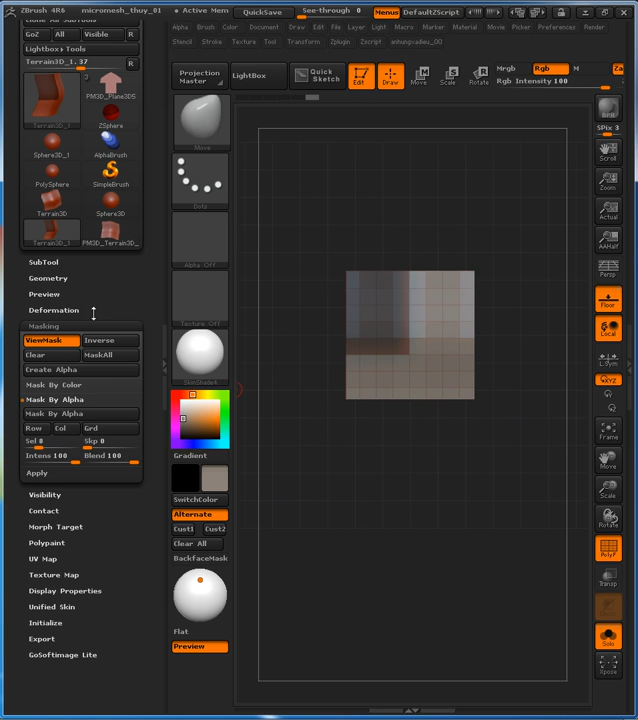 ZBrush 4R6 micromesh_thuy_01 • Active Mem QuickSave See-through 0 Menus DefaultZScript
GoZ All Visible R
Lightbox▸Tools
Terrain3D_1. 37 R
3
PM3D_Plane3DS
Terrain3D_1 ZSphere
Sphere3D_1 AlphaBrush
PolySphere SimpleBrush
Terrain3D Sphere3D
Terrain3D_1 PM3D_Terrain3D_
SubTool
Geometry
Preview
Deformation
Masking
ViewMask Inverse
Clear MaskAll
Create Alpha
Mask By Color
Mask By Alpha
Mask By Alpha
Row Col Grd
Sel 8 Skp 0
Intens 100 Blend 100
Apply
Visibility
Contact
Morph Target
Polypaint
UV Map
Texture Map
Display Properties
Unified Skin
Initialize
Export
GoSoftimage Lite
Alpha Brush Color Document Draw Edit File Layer Light Macro Marker Material Movie Picker Preferences Render
Stencil Stroke Texture Tool Transform Zplugin Zscript
Projection Master LightBox Quick Sketch Edit Draw Move Scale Rotate
Mrgb Rgb M Za
Rgb Intensity 100
Move
Dots
Alpha Off
Texture Off
SkinShade4
Gradient
SwitchColor
Alternate
Cust1 Cust2
Clear All
BackfaceMask
Flat
Preview
BPR
SPix 3
Scroll
Zoom
Actual
AAHalf
Persp
Floor
Local
L.Sym
XYZ
Frame
Move
Scale
Rotate
PolyF
Transp
Solo
Xpose